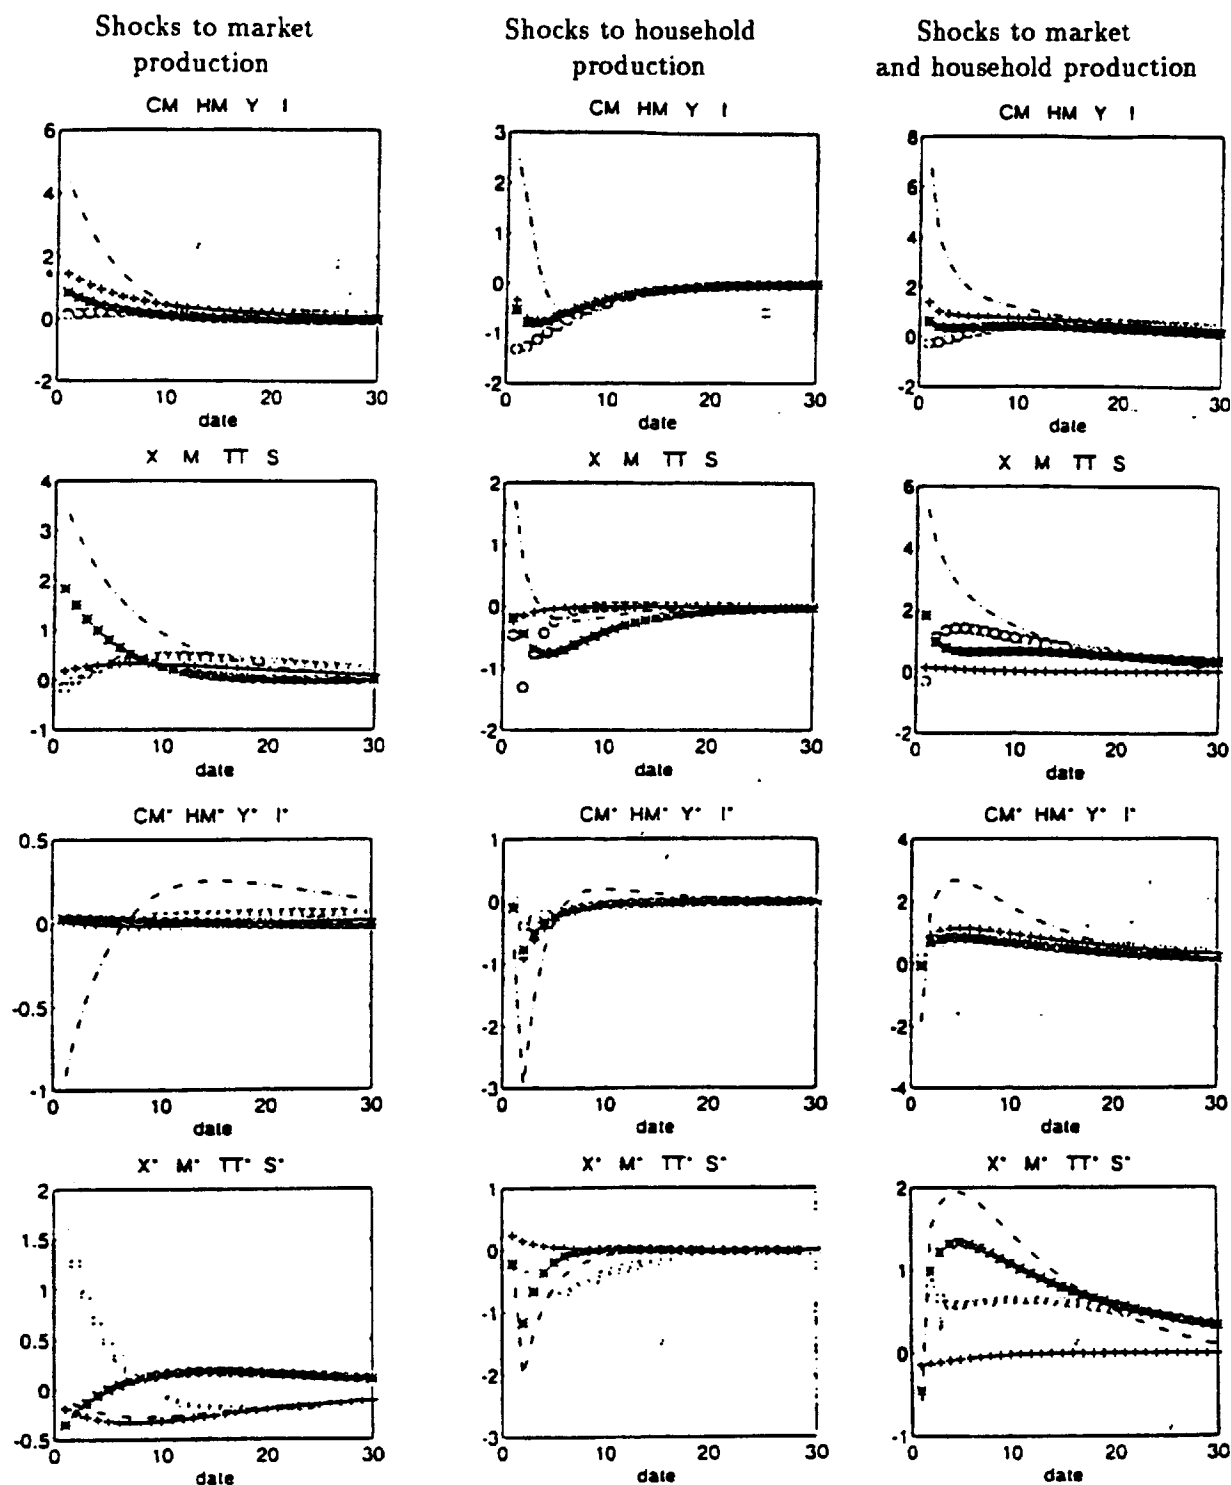 Shocks to market
production
Shocks to household
production
Shocks to market
and household production
CM HM Y I
6
4
2
0
-2
0 10 20 30
date
CM HM Y I
3
2
1
0
-1
-2
0 10 20 30
date
CM HM Y I
8
6
4
2
0
-2
0 10 20 30
date
X M TT S
4
3
2
1
0
-1
0 10 20 30
date
X M TT S
2
1
0
-1
-2
0 10 20 30
date
X M TT S
6
4
2
0
-2
0 10 20 30
date
CM* HM* Y* I*
0.5
0
-0.5
-1
0 10 20 30
date
CM* HM* Y* I*
1
0
-1
-2
-3
0 10 20 30
date
CM* HM* Y* I*
4
2
0
-2
-4
0 10 20 30
date
X* M* TT* S*
2
1.5
1
0.5
0
-0.5
0 10 20 30
date
X* M* TT* S*
1
0
-1
-2
-3
0 10 20 30
date
X* M* TT* S*
2
1
0
-1
0 10 20 30
date